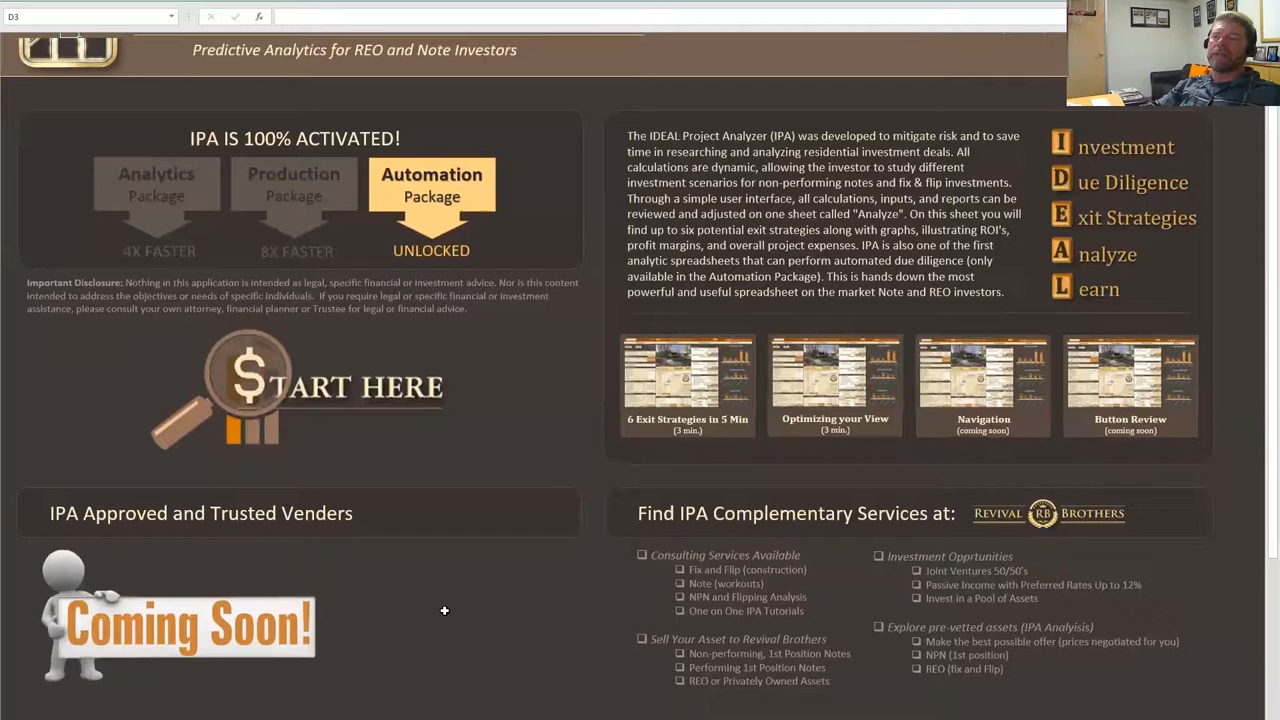 D3
fx
Predictive Analytics for REO and Note Investors
IPA IS 100% ACTIVATED!
Analytics
Package
Production
Package
Automation
Package
4X FASTER
8X FASTER
UNLOCKED
Important Disclosure: Nothing in this application is intended as legal, specific financial or investment advice. Nor is this content
intended to address the objectives or needs of specific individuals. If you require legal or specific financial or investment
assistance, please consult your own attorney, financial planner or Trustee for legal or financial advice.
$TART HERE
The IDEAL Project Analyzer (IPA) was developed to mitigate risk and to save
time in researching and analyzing residential investment deals. All
calculations are dynamic, allowing the investor to study different
investment scenarios for non-performing notes and fix & flip investments.
Through a simple user interface, all calculations, inputs, and reports can be
reviewed and adjusted on one sheet called "Analyze". On this sheet you will
find up to six potential exit strategies along with graphs, illustrating ROI's,
profit margins, and overall project expenses. IPA is also one of the first
analytic spreadsheets that can perform automated due diligence (only
available in the Automation Package). This is hands down the most
powerful and useful spreadsheet on the market Note and REO investors.
Investment
Due Diligence
Exit Strategies
Analyze
Learn
6 Exit Strategies in 5 Min
(3 min.)
Optimizing your View
(3 min.)
Navigation
(coming soon)
Button Review
(coming soon)
IPA Approved and Trusted Venders
Coming Soon!
Find IPA Complementary Services at:
REVIVAL RB BROTHERS
Consulting Services Available
Fix and Flip (construction)
Note (workouts)
NPN and Flipping Analysis
One on One IPA Tutorials
Sell Your Asset to Revival Brothers
Non-performing, 1st Position Notes
Performing 1st Position Notes
REO or Privately Owned Assets
Investment Opprtunities
Joint Ventures 50/50's
Passive Income with Preferred Rates Up to 12%
Invest in a Pool of Assets
Explore pre-vetted assets (IPA Analyisis)
Make the best possible offer (prices negotiated for you)
NPN (1st position)
REO (fix and Flip)